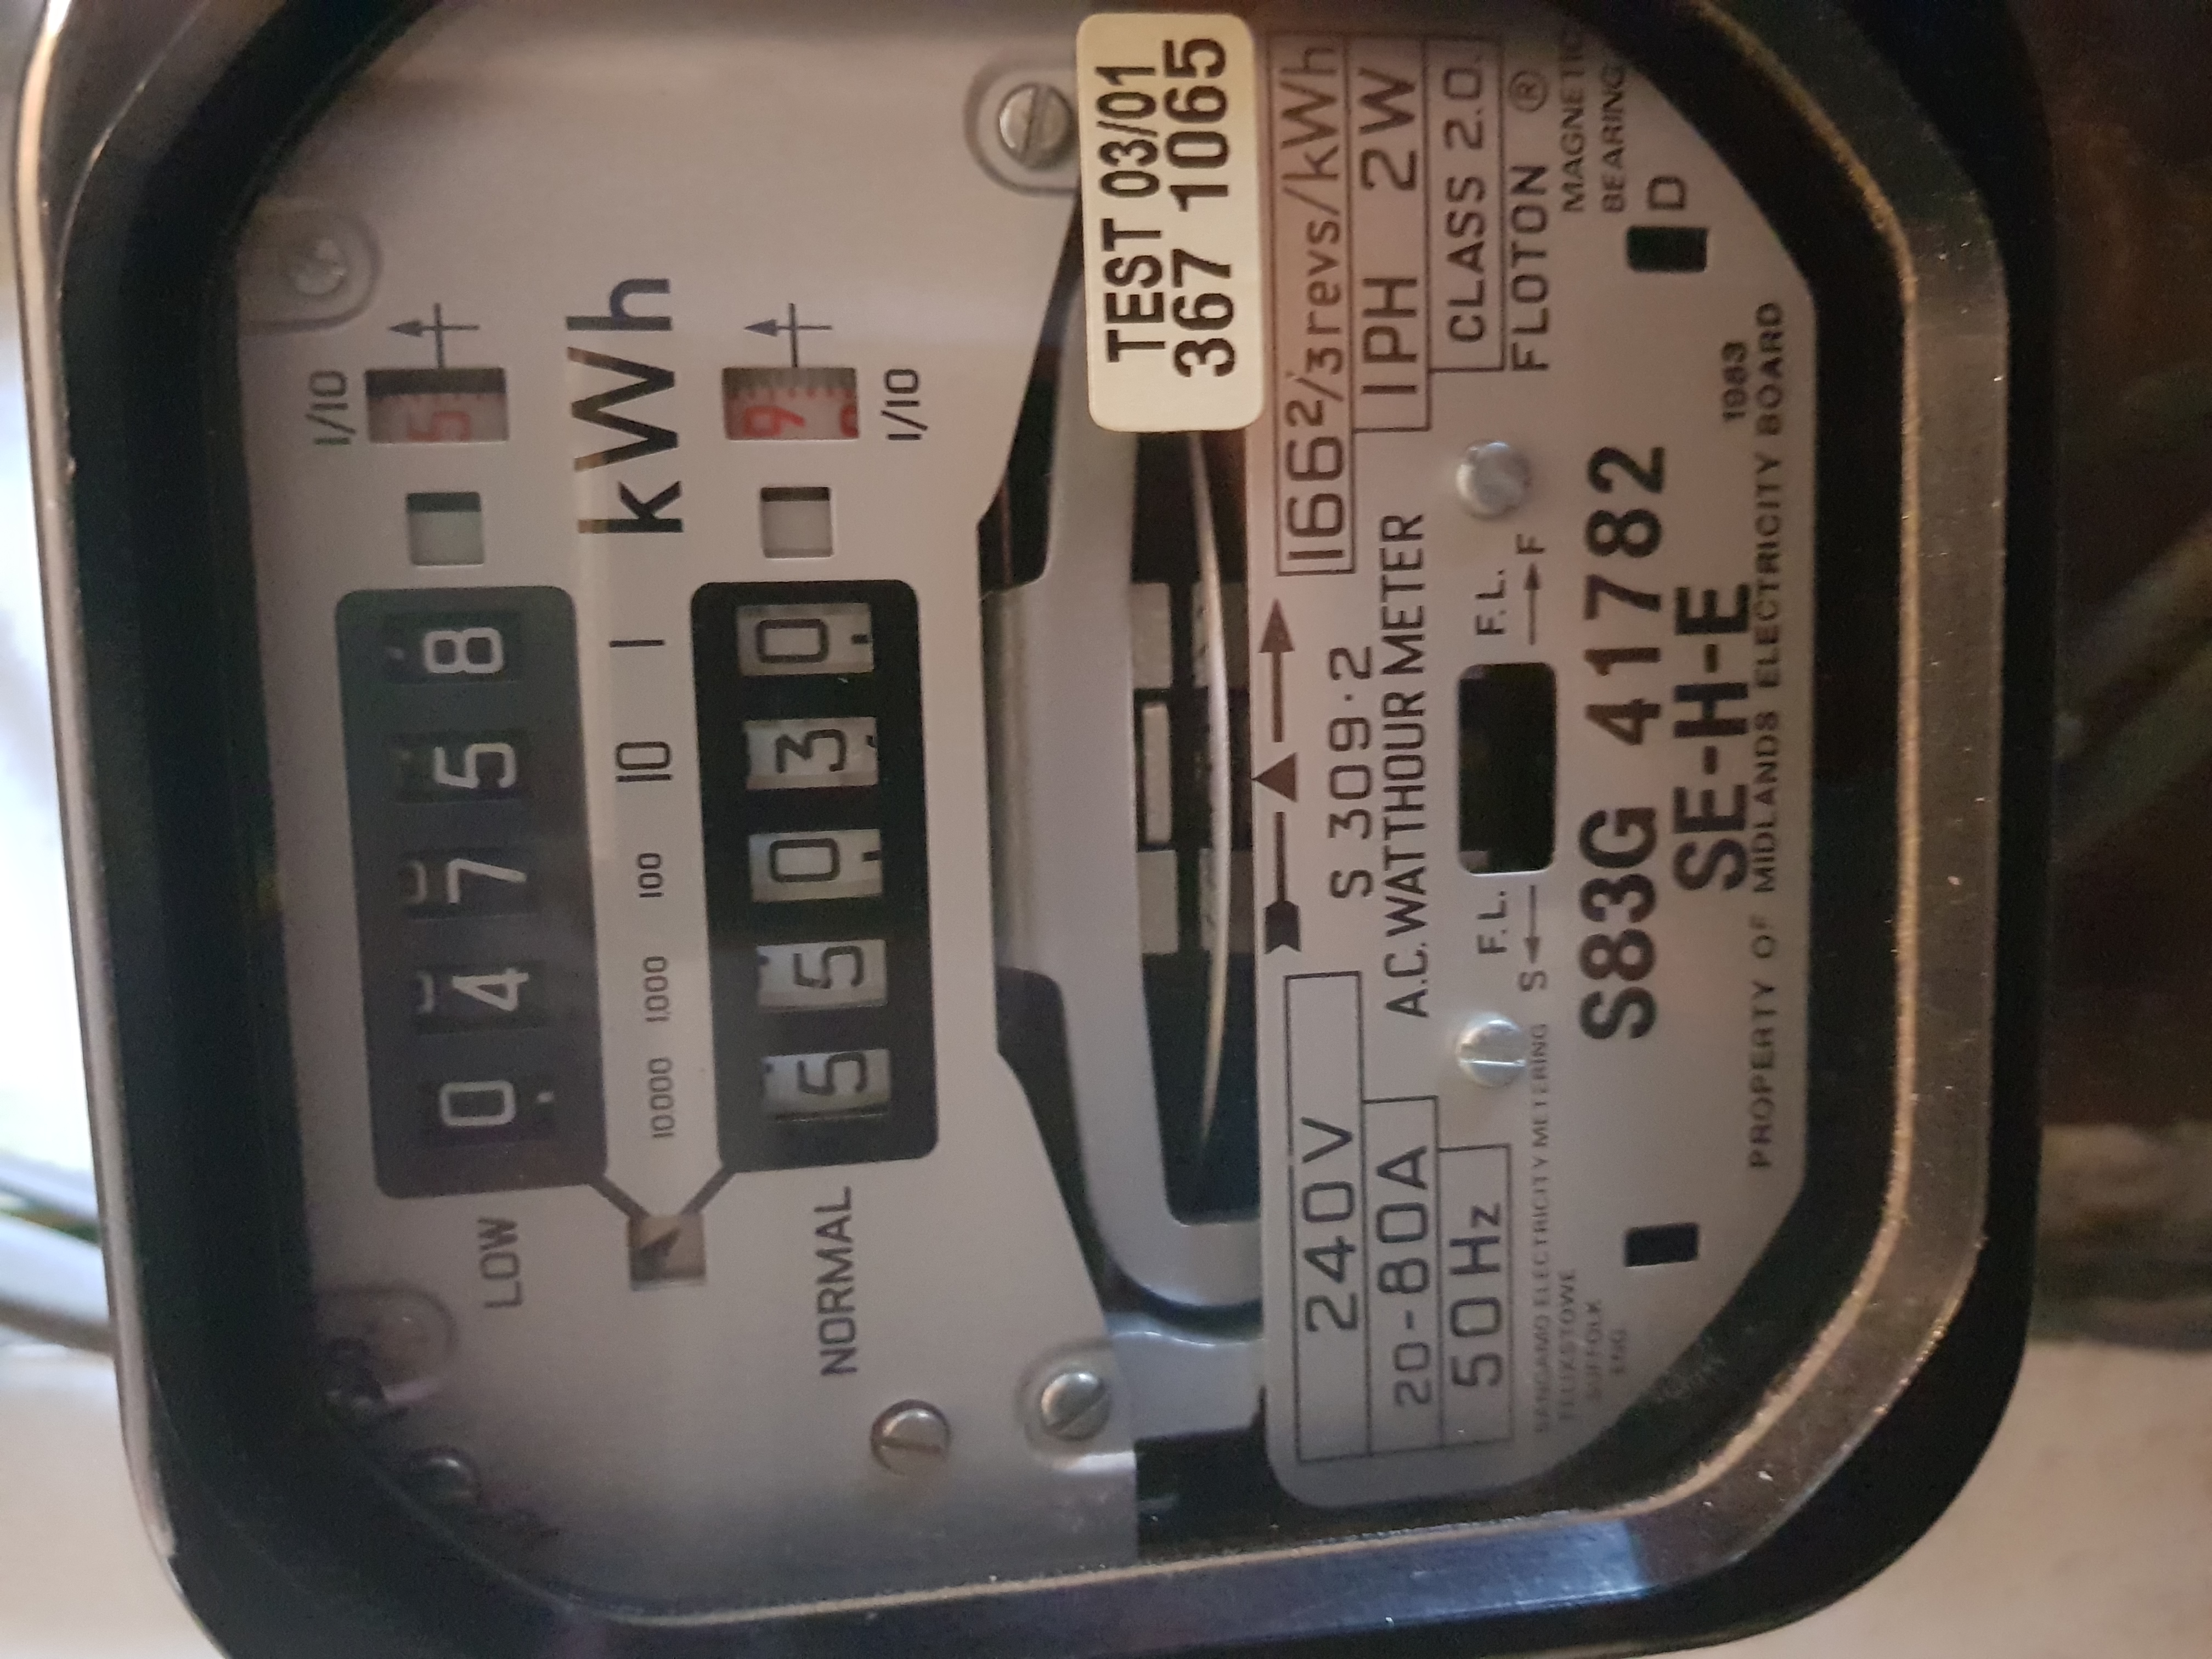 1/10
LOW 0 4 7 5 8 5
kWh
10.000 1,000 100 10 1
NORMAL 5 5 0 3 0 9
1/10
TEST 03/01
367 1065
240V
20-80A
50Hz
S 309·2
A.C. WATTHOUR METER
166 2/3 revs/kWh
1PH 2W
CLASS 2.0.
FLOTON ®
MAGNETIC
BEARING
D
F.L. F.L.
S F
SANGAMO ELECTRICITY METERING
FELIXSTOWE
SUFFOLK
ENG.
S83G 41782
SE-H-E
1983
PROPERTY OF MIDLANDS ELECTRICITY BOARD